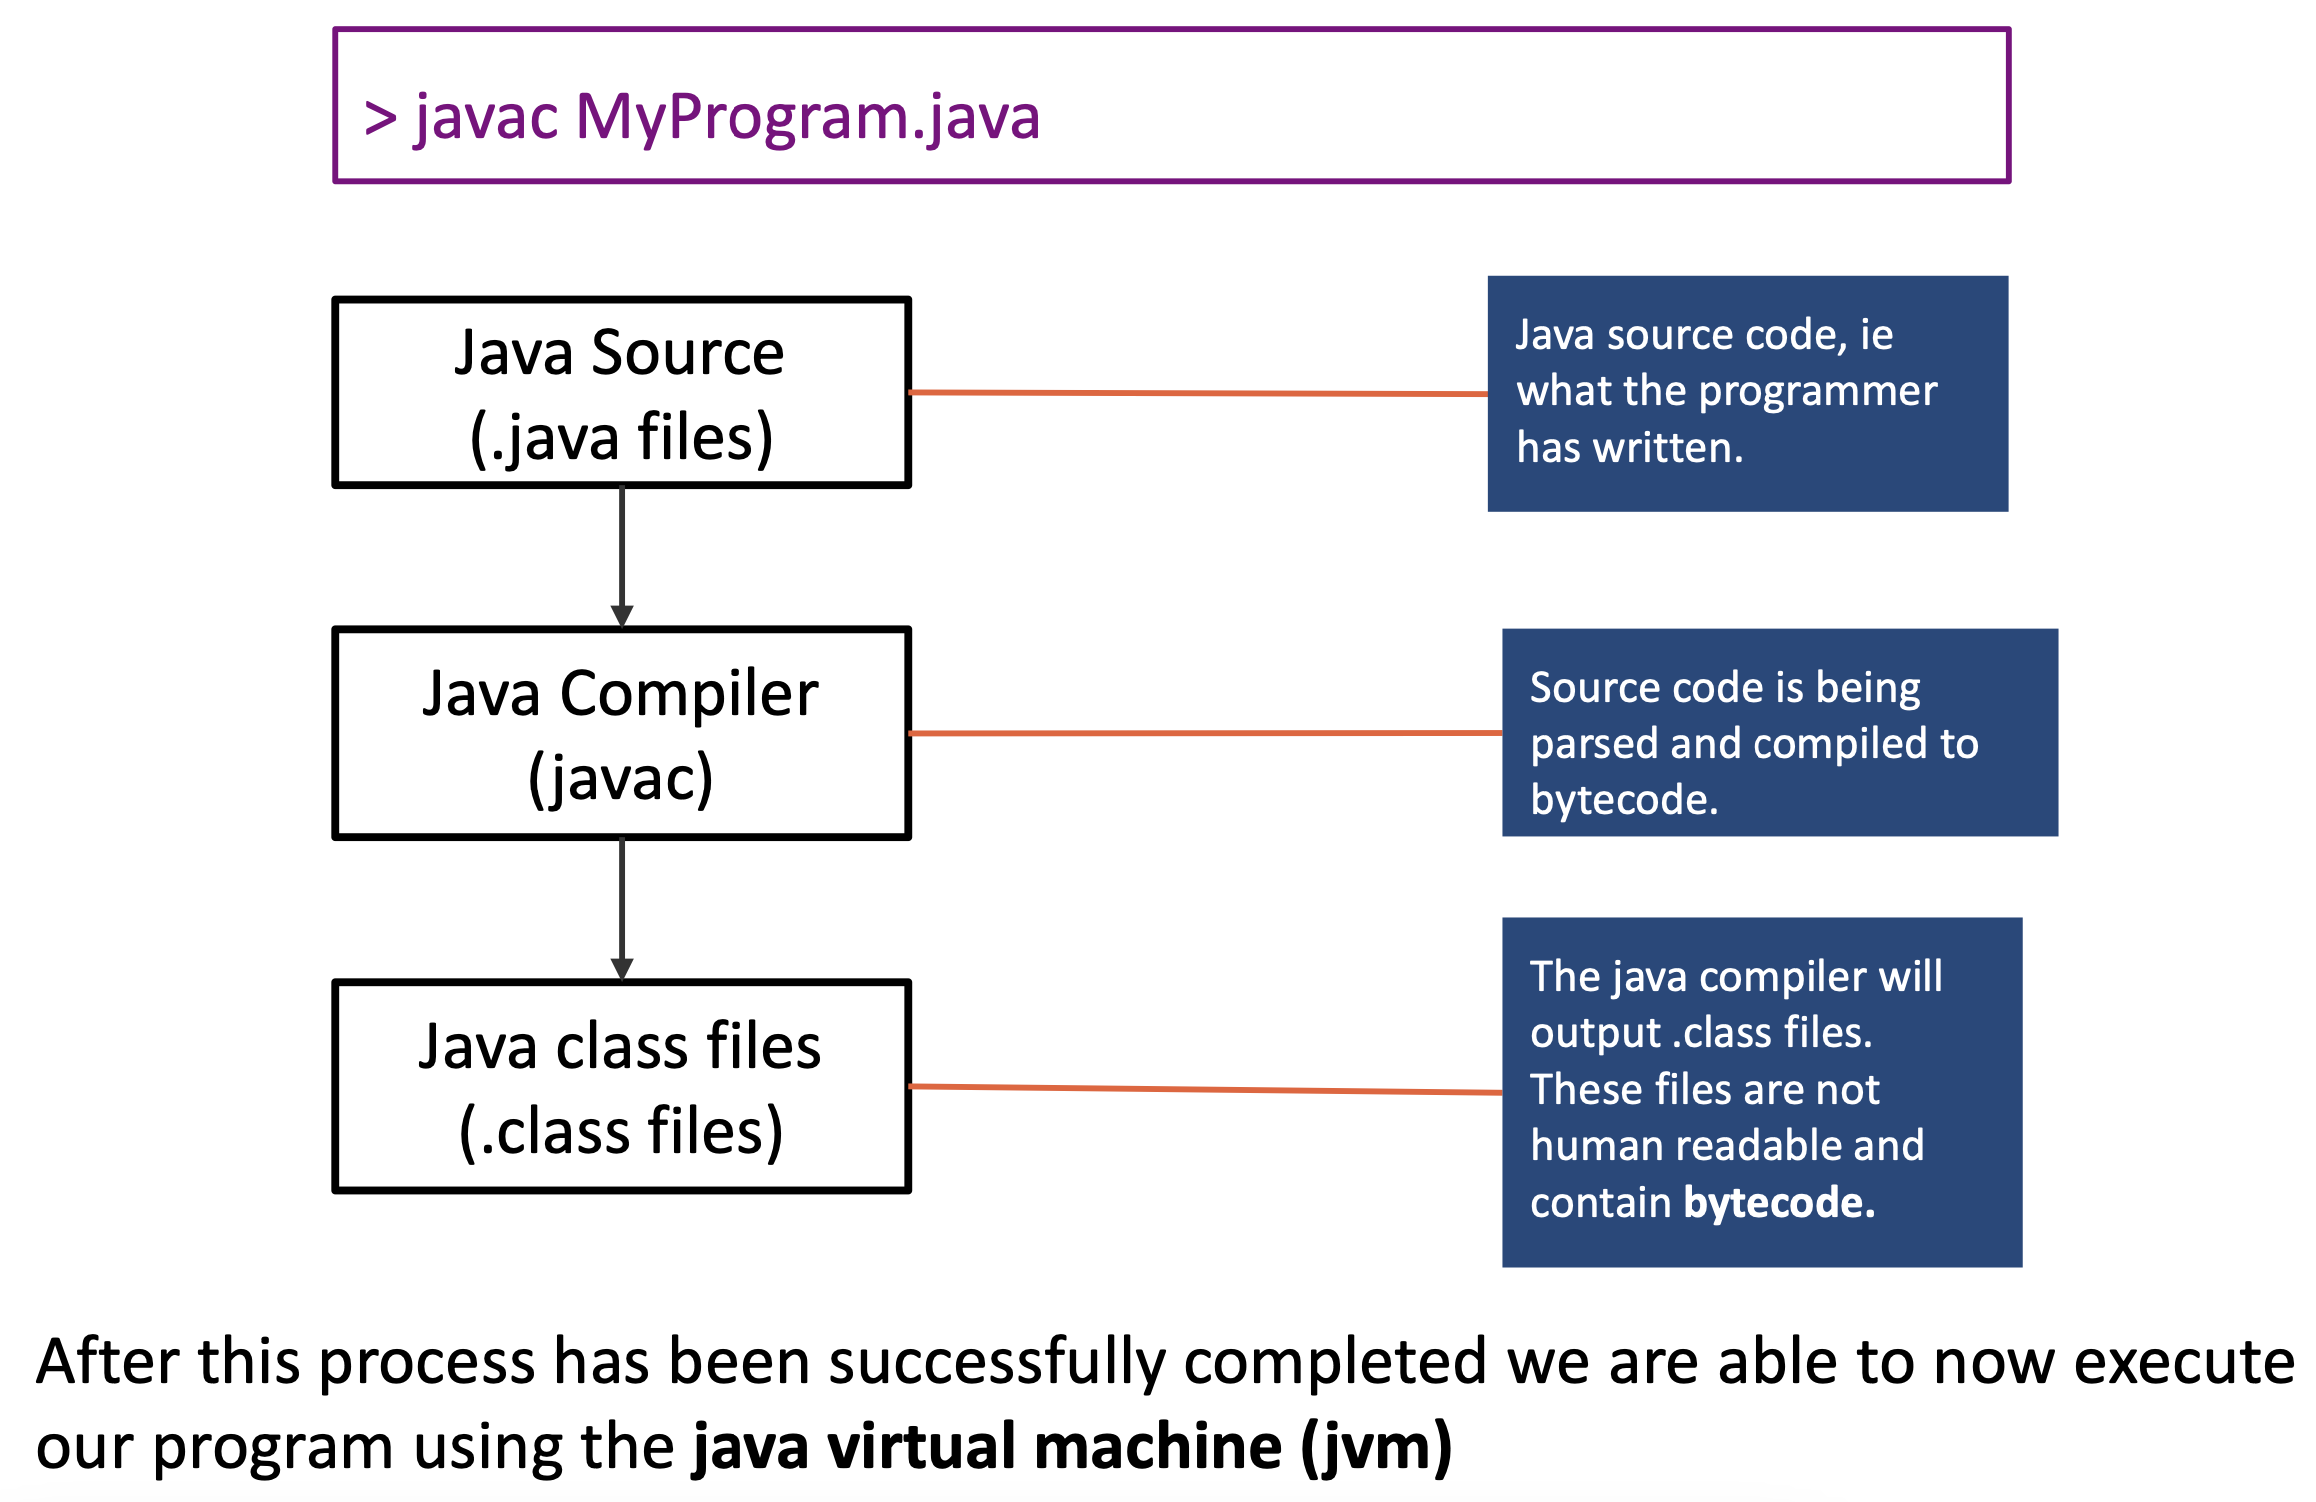 > javac MyProgram.java
Java Source
(.java files)
Java source code, ie
what the programmer
has written.
Java Compiler
(javac)
Source code is being
parsed and compiled to
bytecode.
Java class files
(.class files)
The java compiler will
output .class files.
These files are not
human readable and
contain bytecode.
After this process has been successfully completed we are able to now execute
our program using the java virtual machine (jvm)